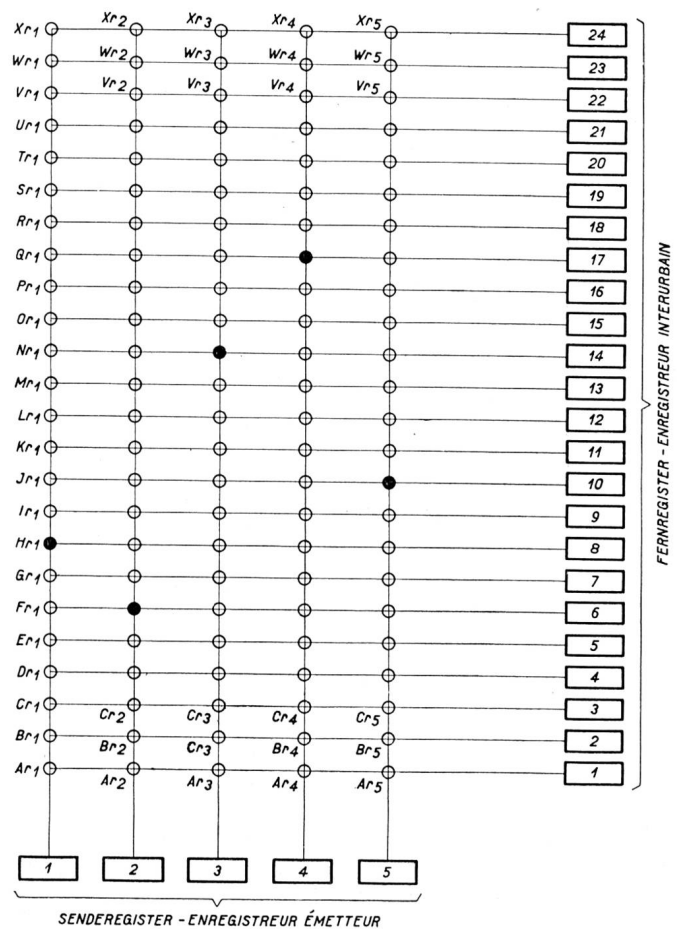 Xr1 Xr2 Xr3 Xr4 Xr5 24
Wr1 Wr2 Wr3 Wr4 Wr5 23
Vr1 Vr2 Vr3 Vr4 Vr5 22
Ur1 21
Tr1 20
Sr1 19
Rr1 18
Qr1 17
Pr1 16
Or1 15
Nr1 14
Mr1 13
Lr1 12
Kr1 11
Jr1 10
Ir1 9
Hr1 8
Gr1 7
Fr1 6
Er1 5
Dr1 4
Cr1 Cr2 Cr3 Cr4 Cr5 3
Br1 Br2 Cr3 Br4 Br5 2
Ar1 Ar2 Ar3 Ar4 Ar5 1
1 2 3 4 5
SENDEREGISTER - ENREGISTREUR ÉMETTEUR
FERNREGISTER - ENREGISTREUR INTERURBAIN